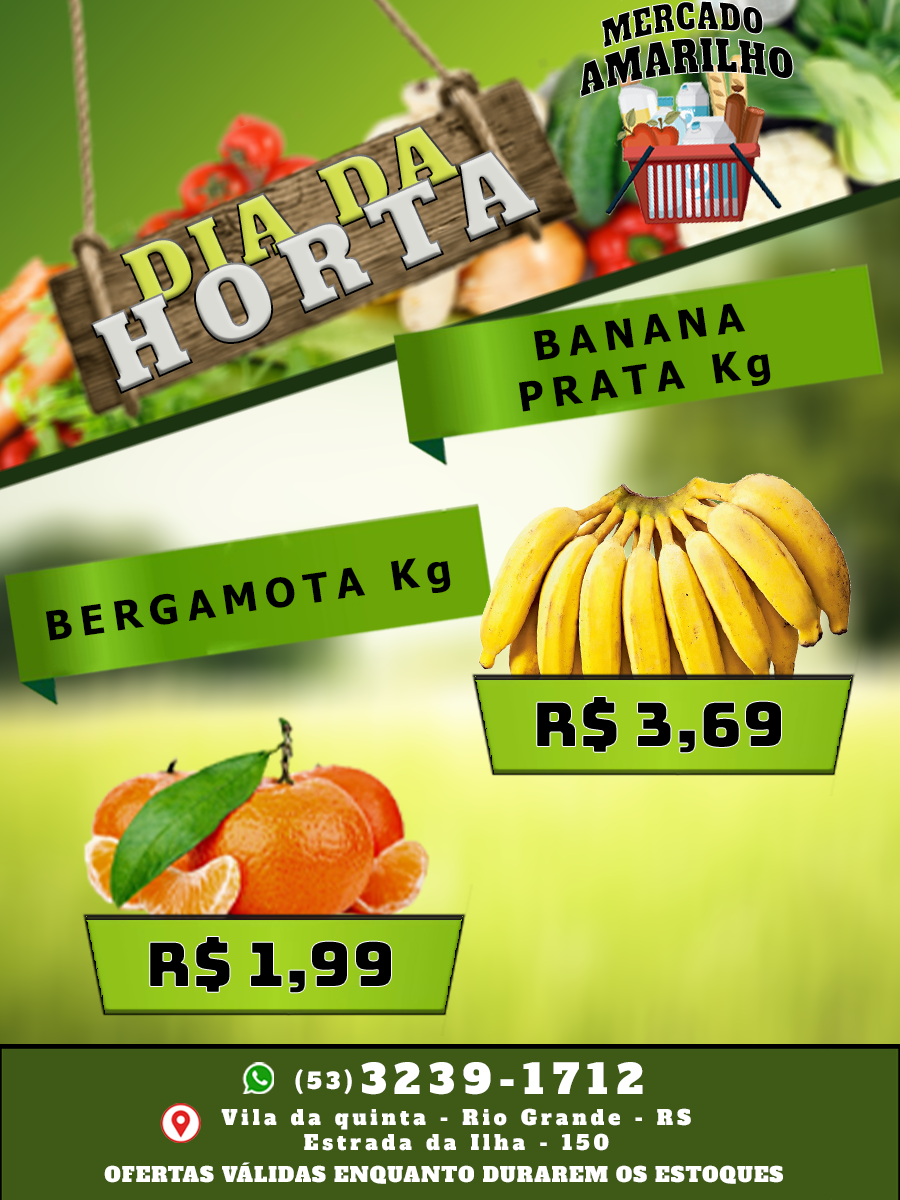 MERCADO
AMARILHO
DIA DA
HORTA
BANANA
PRATA Kg
BERGAMOTA Kg
R$ 3,69
R$ 1,99
(53) 3239-1712
Vila da quinta - Rio Grande - RS
Estrada da Ilha - 150
OFERTAS VÁLIDAS ENQUANTO DURAREM OS ESTOQUES